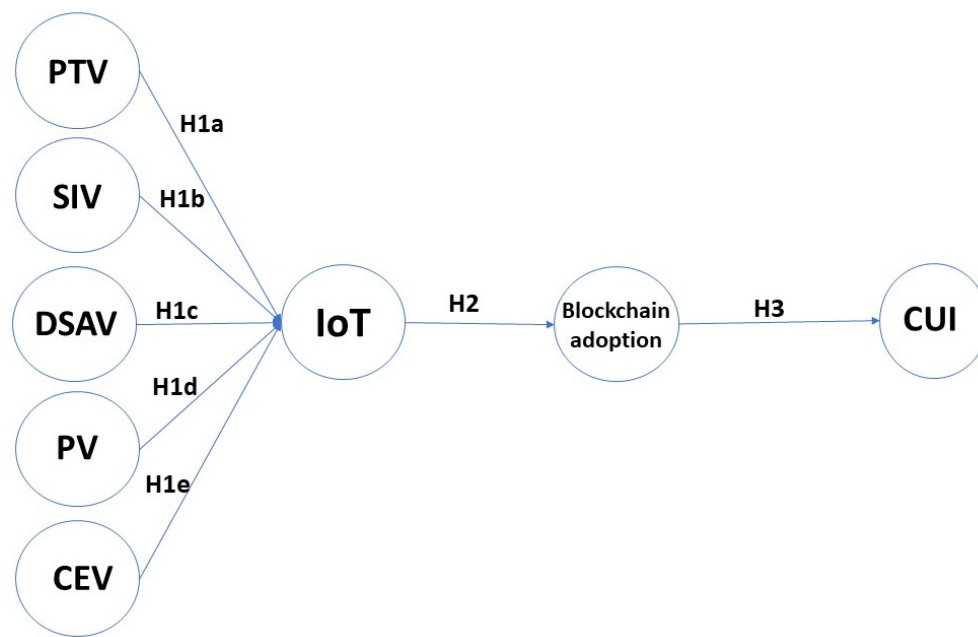 PTV
H1a
SIV
H1b
DSAV
H1c
IoT
H2
Blockchain
adoption
H3
CUI
H1d
PV
H1e
CEV